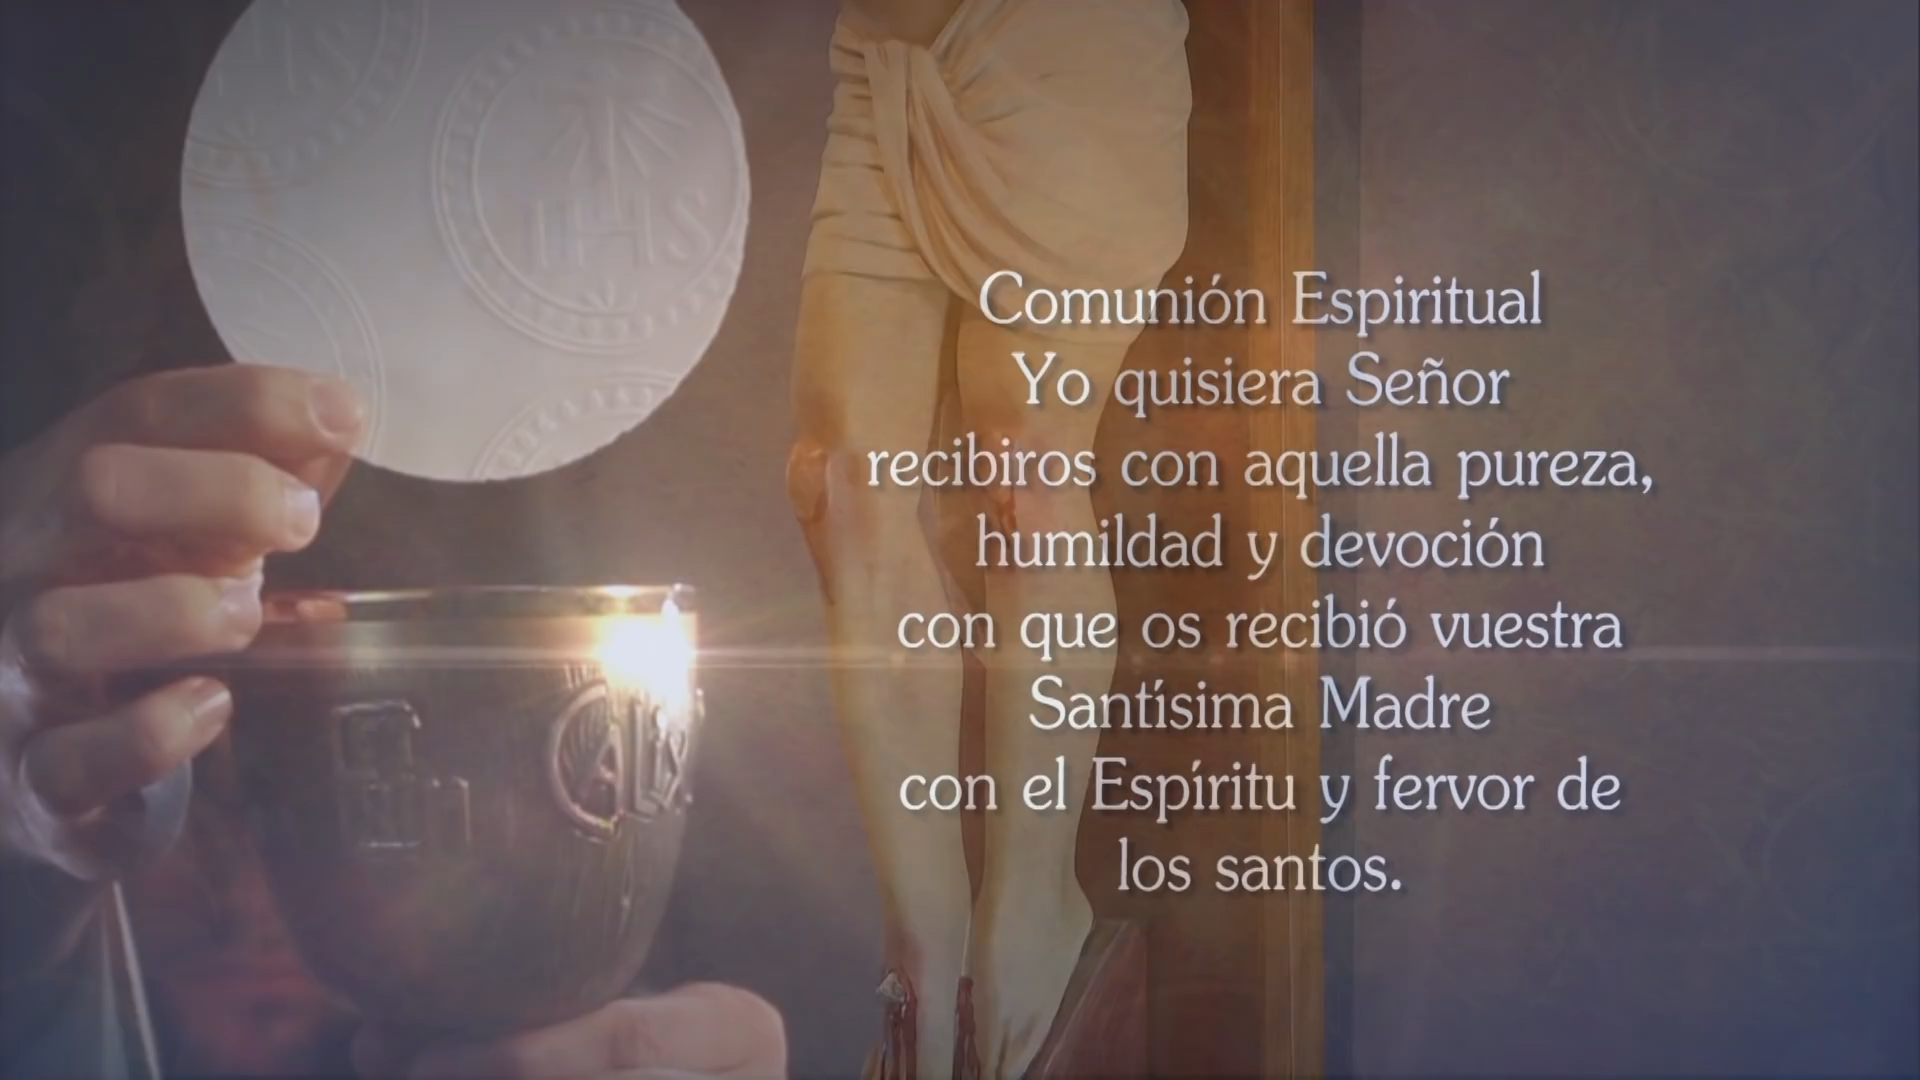 IHS
Comunión Espiritual
Yo quisiera Señor
recibiros con aquella pureza,
humildad y devoción
con que os recibió vuestra
Santísima Madre
con el Espíritu y fervor de
los santos.